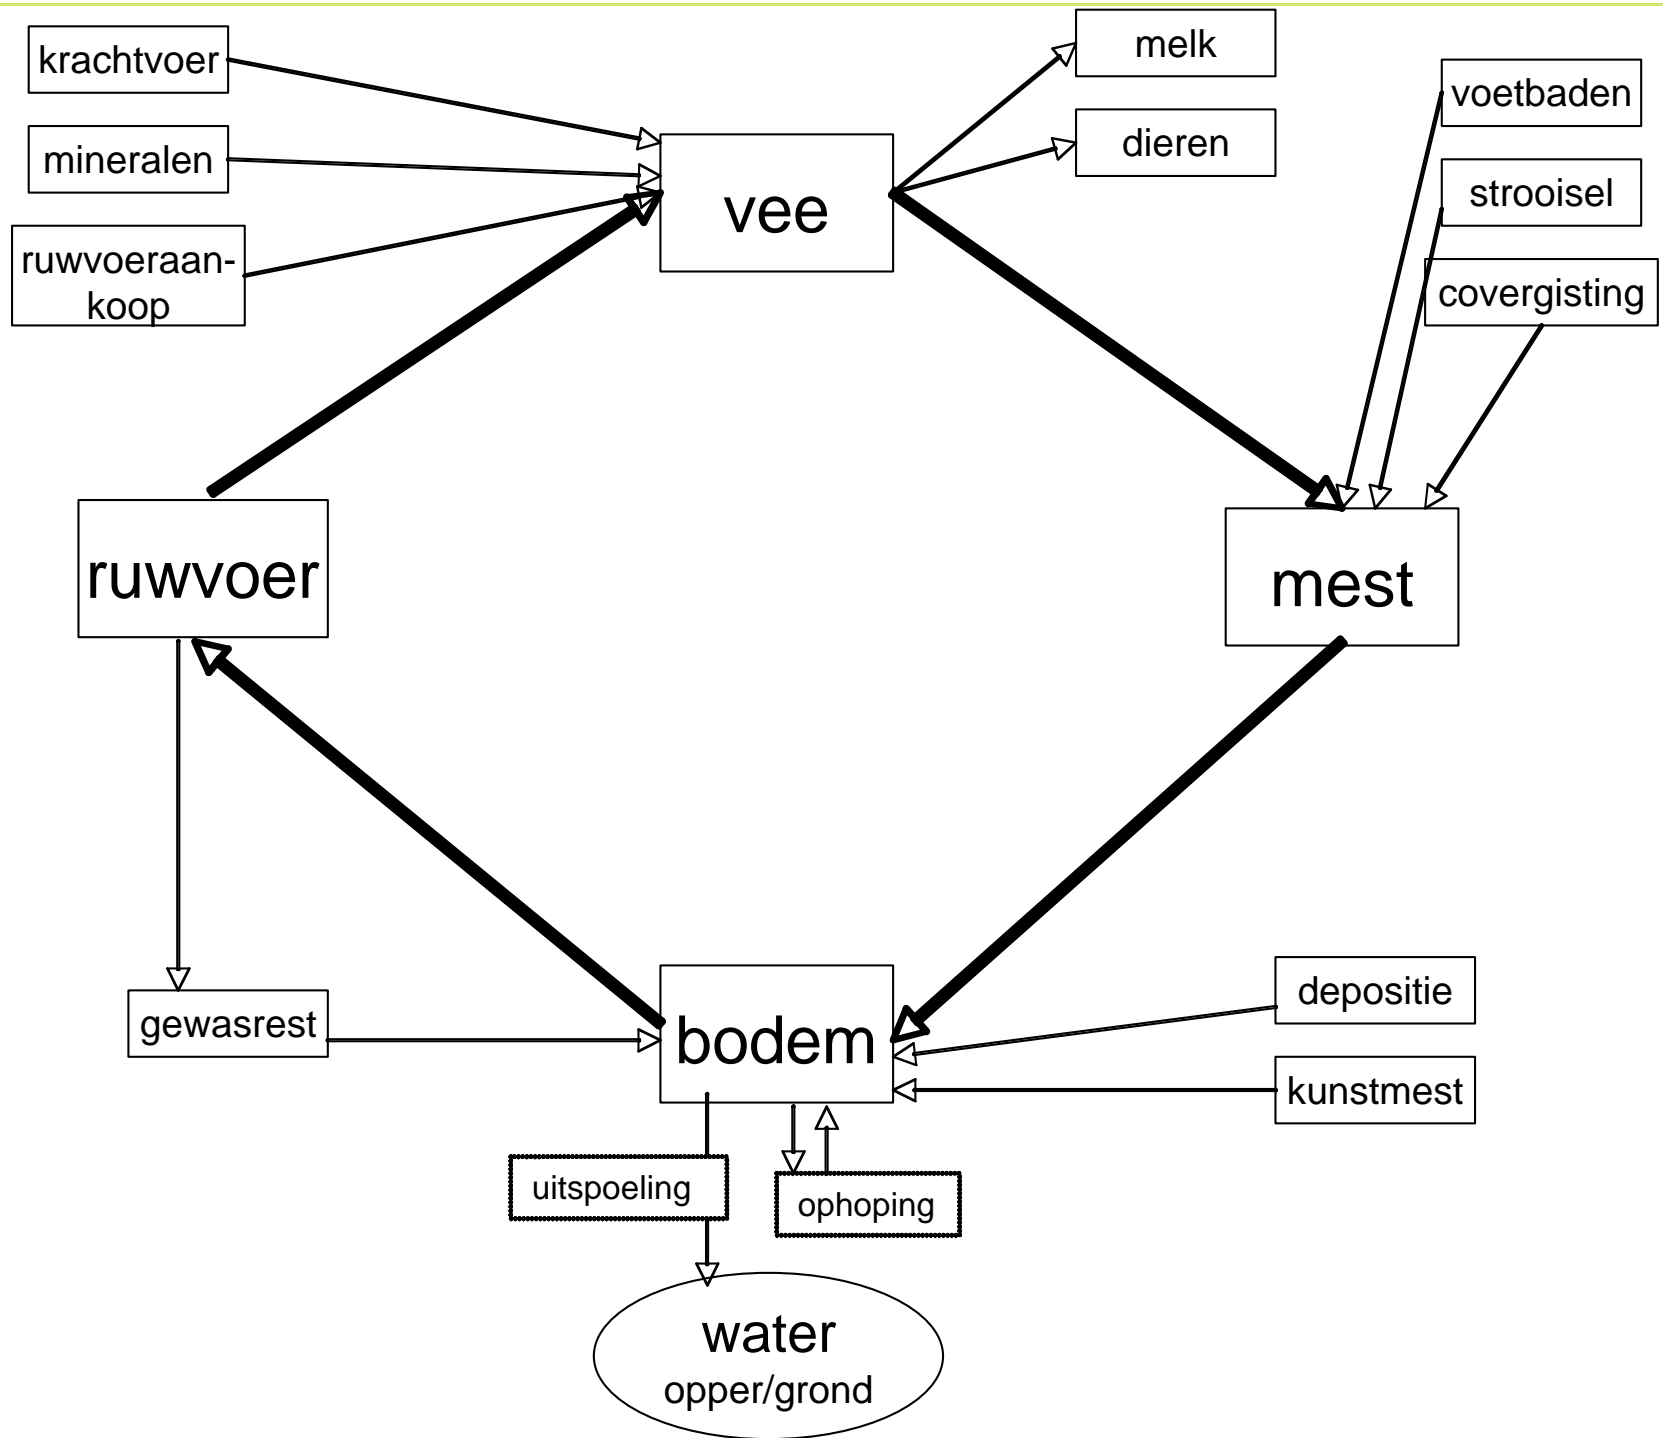 krachtvoer
mineralen
ruwvoeraan-
koop
vee
melk
dieren
voetbaden
strooisel
covergisting
ruwvoer
mest
gewasrest
bodem
depositie
kunstmest
uitspoeling
ophoping
water
opper/grond